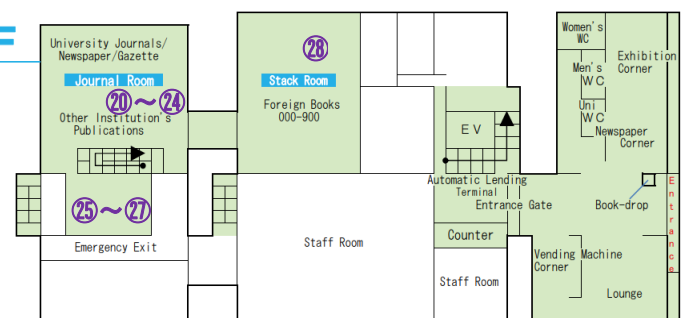 University Journals/
Newspaper/Gazette
Journal Room
⑳～㉔
Other Institution's
Publications
㉕～㉗
Emergency Exit
㉘
Stack Room
Foreign Books
000-900
Staff Room
EV
Automatic Lending
Terminal
Entrance Gate
Counter
Staff Room
Women's
WC
Men's
WC
Uni
WC
Exhibition
Corner
Newspaper
Corner
Book-drop
Entrance
Vending Machine
Corner
Lounge